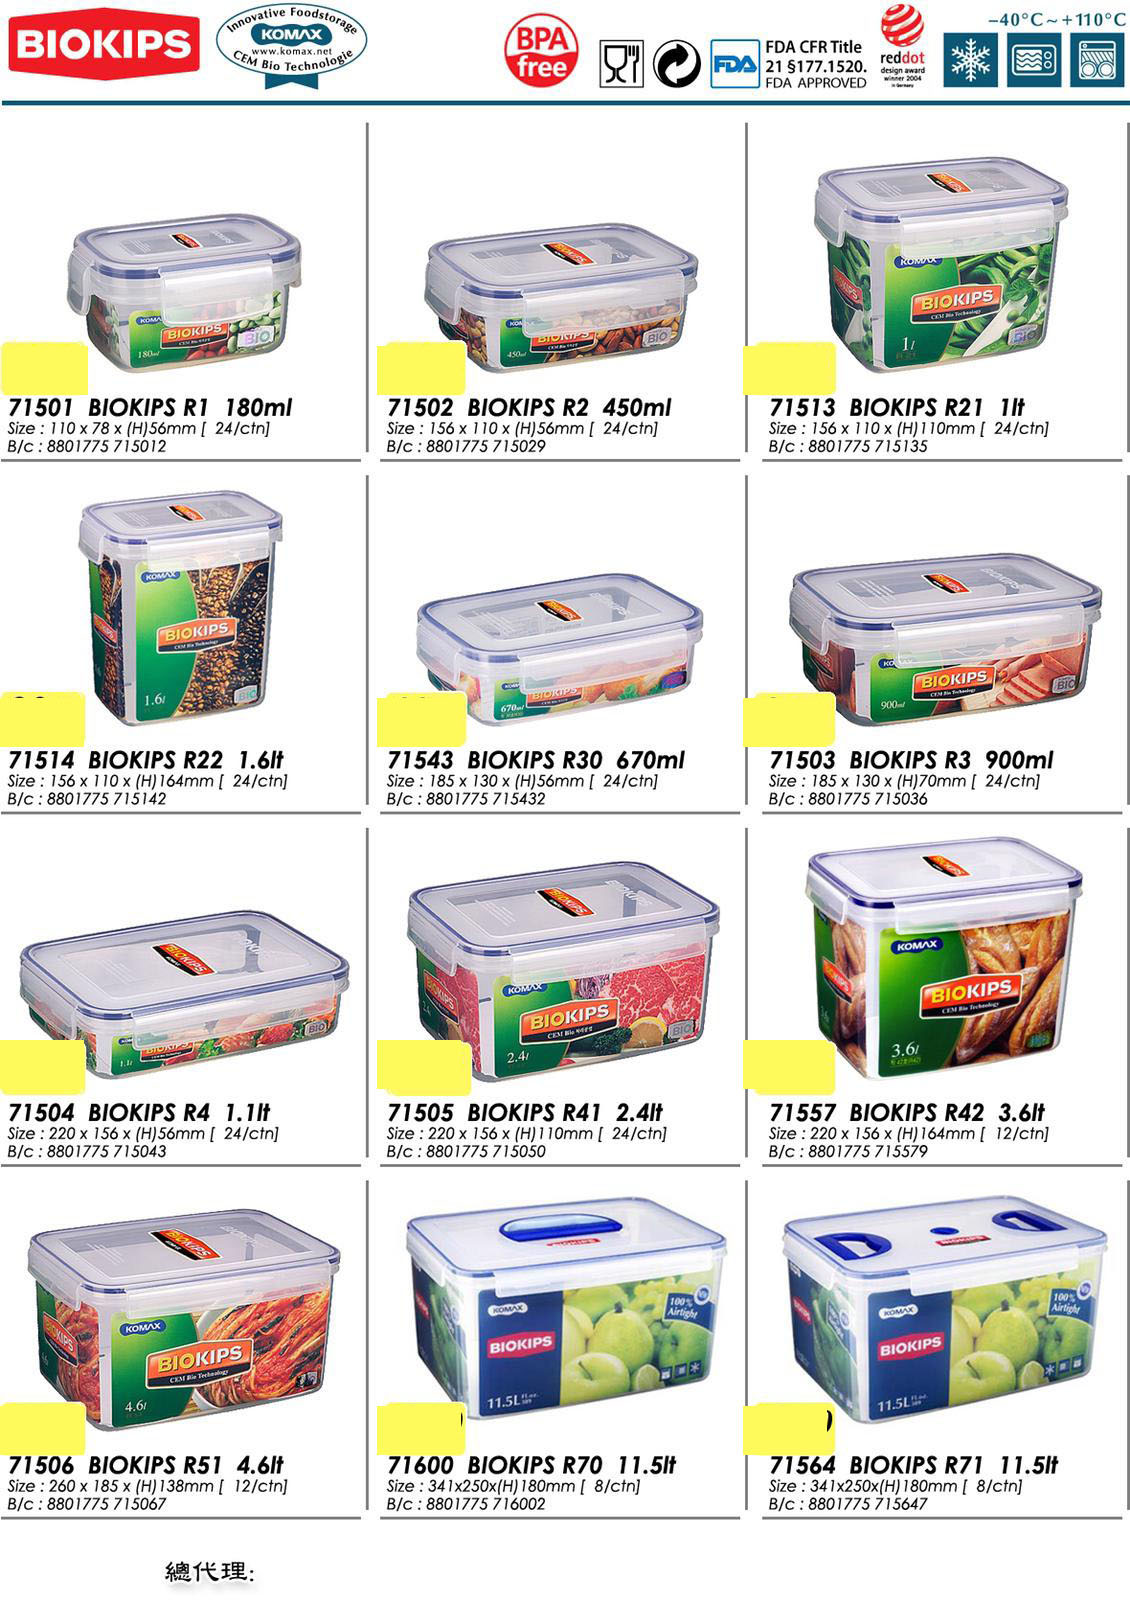 BIOKIPS
Innovative Foodstorage
KOMAX
www.komax.net
CEM Bio Technologie
BPA
free
FDA
FDA CFR Title
21 §177.1520.
FDA APPROVED
reddot
design award
winner 2004
in Germany
−40°C~+110°C
71501 BIOKIPS R1 180ml
Size : 110 x 78 x (H)56mm [ 24/ctn]
B/c : 8801775 715012
71502 BIOKIPS R2 450ml
Size : 156 x 110 x (H)56mm [ 24/ctn]
B/c : 8801775 715029
71513 BIOKIPS R21 1lt
Size : 156 x 110 x (H)110mm [ 24/ctn]
B/c : 8801775 715135
71514 BIOKIPS R22 1.6lt
Size : 156 x 110 x (H)164mm [ 24/ctn]
B/c : 8801775 715142
71543 BIOKIPS R30 670ml
Size : 185 x 130 x (H)56mm [ 24/ctn]
B/c : 8801775 715432
71503 BIOKIPS R3 900ml
Size : 185 x 130 x (H)70mm [ 24/ctn]
B/c : 8801775 715036
71504 BIOKIPS R4 1.1lt
Size : 220 x 156 x (H)56mm [ 24/ctn]
B/c : 8801775 715043
71505 BIOKIPS R41 2.4lt
Size : 220 x 156 x (H)110mm [ 24/ctn]
B/c : 8801775 715050
71557 BIOKIPS R42 3.6lt
Size : 220 x 156 x (H)164mm [ 12/ctn]
B/c : 8801775 715579
71506 BIOKIPS R51 4.6lt
Size : 260 x 185 x (H)138mm [ 12/ctn]
B/c : 8801775 715067
71600 BIOKIPS R70 11.5lt
Size : 341x250x(H)180mm [ 8/ctn]
B/c : 8801775 716002
71564 BIOKIPS R71 11.5lt
Size : 341x250x(H)180mm [ 8/ctn]
B/c : 8801775 715647
總代理: